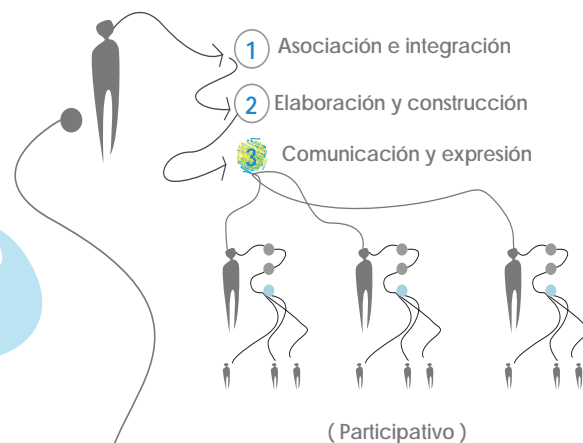 1 Asociación e integración
2 Elaboración y construcción
3 Comunicación y expresión
( Participativo )